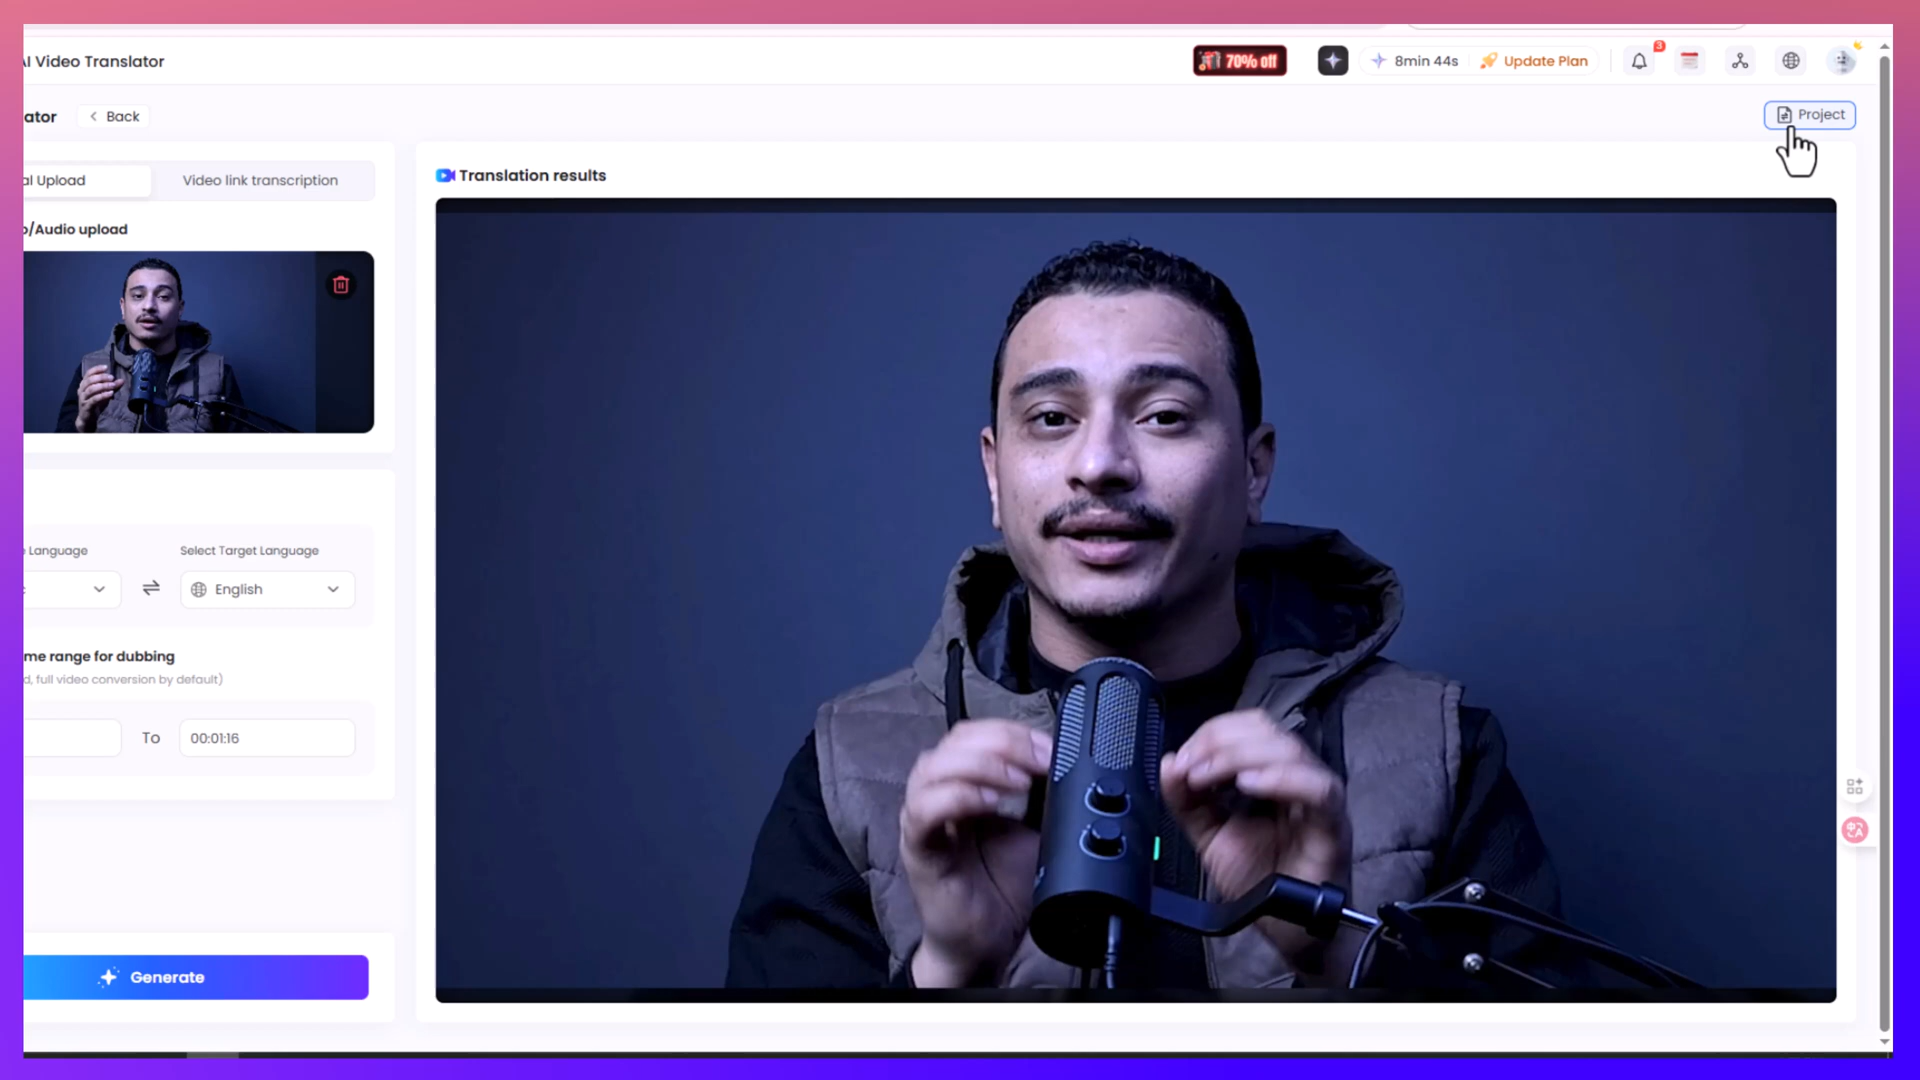 AI Video Translator
70% off
8min 44s
Update Plan
3
ator
Back
Project
al Upload
Video link transcription
Translation results
o/Audio upload
Language
Select Target Language
English
me range for dubbing
d, full video conversion by default)
To
00:01:16
Generate